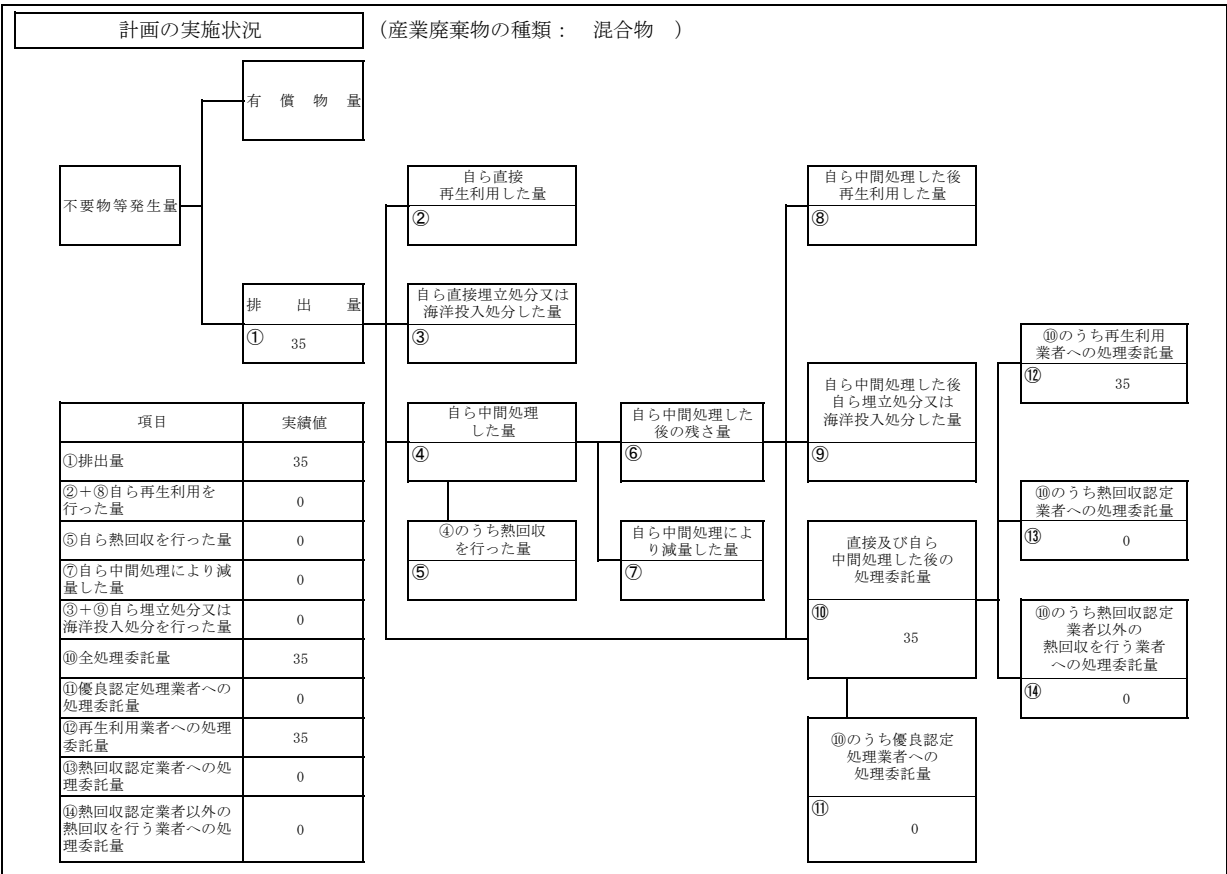 計画の実施状況
（産業廃棄物の種類： 混合物 ）
有償物量
不要物等発生量
自ら直接
再生利用した量
②
自ら中間処理した後
再生利用した量
⑧
排出量
① 35
自ら直接埋立処分又は
海洋投入処分した量
③
⑩のうち再生利用
業者への処理委託量
⑫ 35
自ら中間処理した後
自ら埋立処分又は
海洋投入処分した量
⑨
自ら中間処理
した量
④
自ら中間処理した
後の残さ量
⑥
⑩のうち熱回収認定
業者への処理委託量
⑬ 0
④のうち熱回収
を行った量
⑤
自ら中間処理によ
り減量した量
⑦
直接及び自ら
中間処理した後の
処理委託量
⑩
35
⑩のうち熱回収認定
業者以外の
熱回収を行う業者
への処理委託量
⑭ 0
⑩のうち優良認定
処理業者への
処理委託量
⑪
0
項目 実績値
①排出量 35
②＋⑧自ら再生利用を
行った量 0
⑤自ら熱回収を行った量 0
⑦自ら中間処理により減
量した量 0
③＋⑨自ら埋立処分又は
海洋投入処分を行った量 0
⑩全処理委託量 35
⑪優良認定処理業者への
処理委託量 0
⑫再生利用業者への処理
委託量 35
⑬熱回収認定業者への処
理委託量 0
⑭熱回収認定業者以外の
熱回収を行う業者への処
理委託量 0